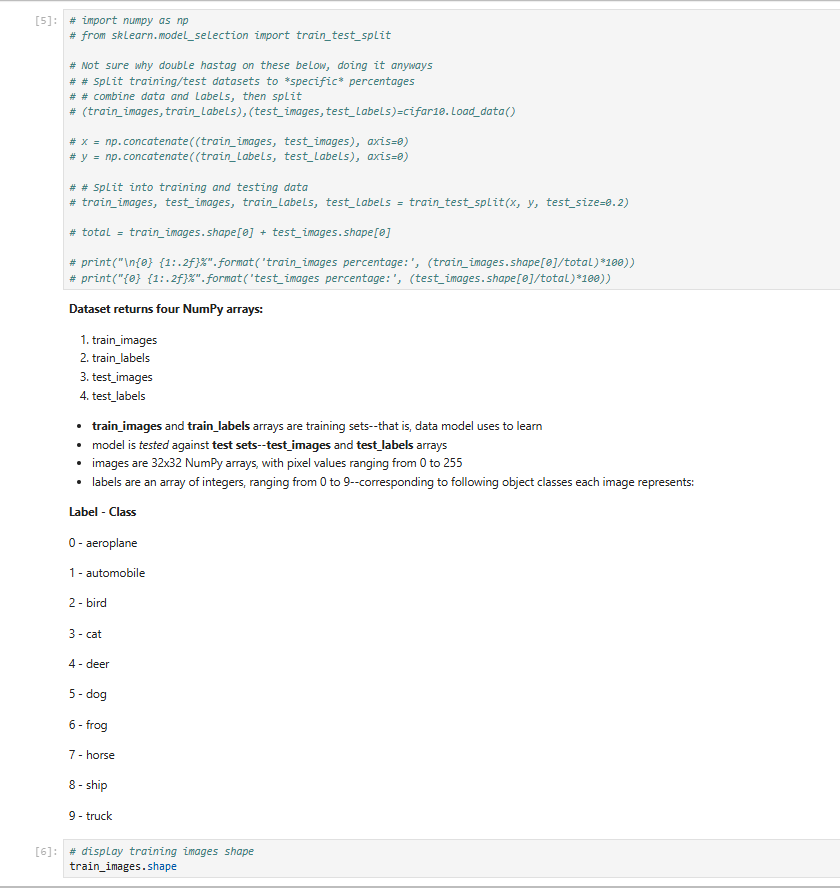 [5]: # import numpy as np
# from sklearn.model_selection import train_test_split
# Not sure why double hastag on these below, doing it anyways
# # Split training/test datasets to *specific* percentages
# # combine data and labels, then split
# (train_images,train_labels),(test_images,test_labels)=cifar10.load_data()
# x = np.concatenate((train_images, test_images), axis=0)
# y = np.concatenate((train_labels, test_labels), axis=0)
# # Split into training and testing data
# train_images, test_images, train_labels, test_labels = train_test_split(x, y, test_size=0.2)
# total = train_images.shape[0] + test_images.shape[0]
# print("\n{0} {1:.2f}%".format('train_images percentage:', (train_images.shape[0]/total)*100))
# print("{0} {1:.2f}%".format('test_images percentage:', (test_images.shape[0]/total)*100))
Dataset returns four NumPy arrays:
1. train_images
2. train_labels
3. test_images
4. test_labels
• train_images and train_labels arrays are training sets--that is, data model uses to learn
• model is tested against test sets--test_images and test_labels arrays
• images are 32x32 NumPy arrays, with pixel values ranging from 0 to 255
• labels are an array of integers, ranging from 0 to 9--corresponding to following object classes each image represents:
Label - Class
0 - aeroplane
1 - automobile
2 - bird
3 - cat
4 - deer
5 - dog
6 - frog
7 - horse
8 - ship
9 - truck
[6]: # display training images shape
train_images.shape